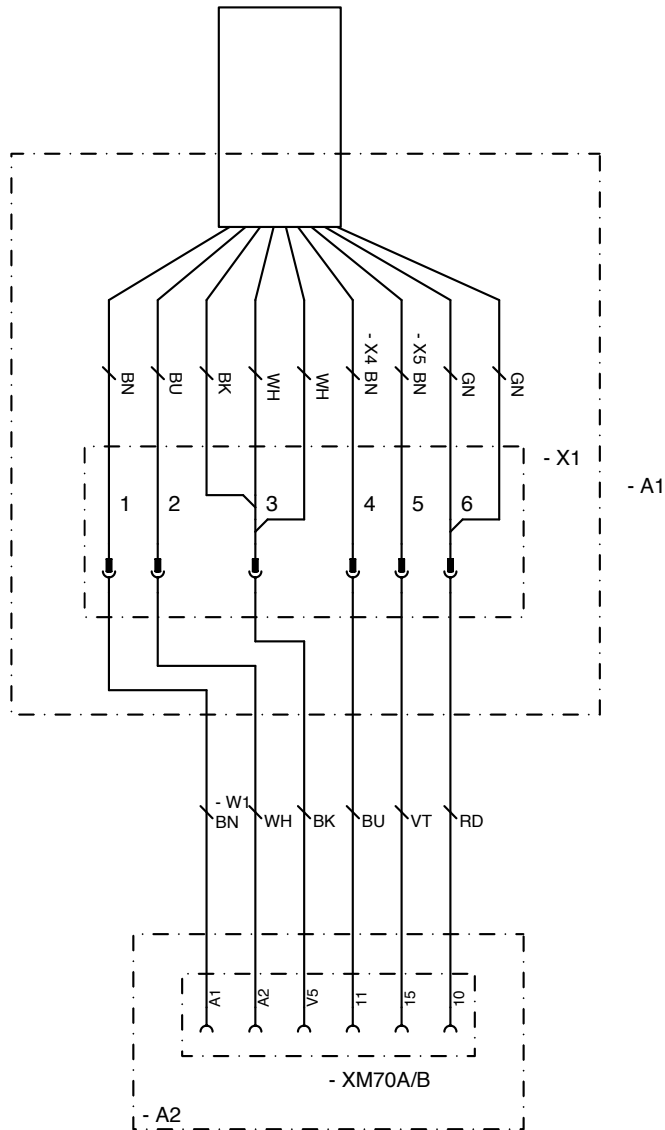 BN
BU
BK
WH
WH
- X4 BN
- X5 BN
GN
GN
- X1
- A1
1
2
3
4
5
6
- W1
BN
WH
BK
BU
VT
RD
A1
A2
V5
11
15
10
- XM70A/B
- A2